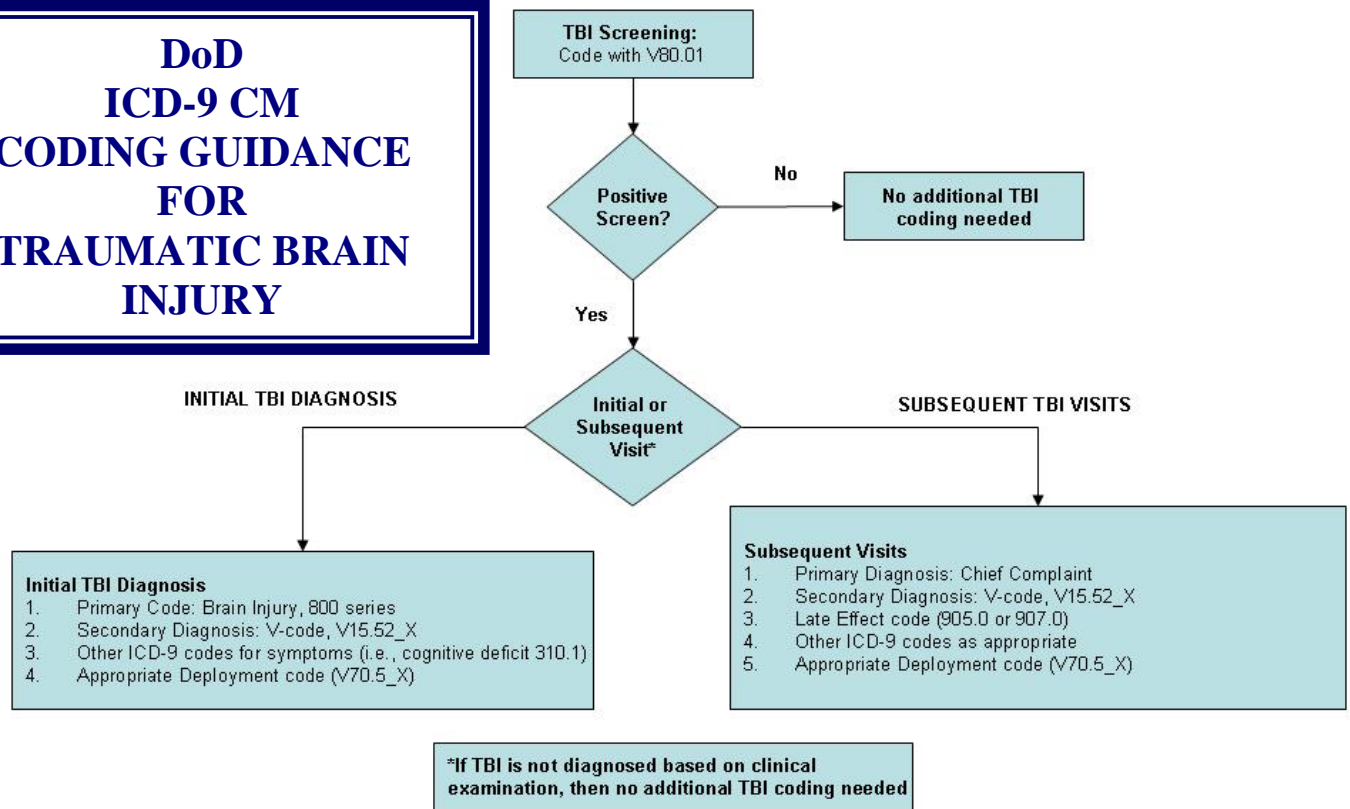 DoD
ICD-9 CM
CODING GUIDANCE
FOR
TRAUMATIC BRAIN
INJURY
TBI Screening:
Code with V80.01
Positive
Screen?
No
No additional TBI
coding needed
Yes
Initial or
Subsequent
Visit*
INITIAL TBI DIAGNOSIS
SUBSEQUENT TBI VISITS
Initial TBI Diagnosis
1. Primary Code: Brain Injury, 800 series
2. Secondary Diagnosis: V-code, V15.52_X
3. Other ICD-9 codes for symptoms (i.e., cognitive deficit 310.1)
4. Appropriate Deployment code (V70.5_X)
Subsequent Visits
1. Primary Diagnosis: Chief Complaint
2. Secondary Diagnosis: V-code, V15.52_X
3. Late Effect code (905.0 or 907.0)
4. Other ICD-9 codes as appropriate
5. Appropriate Deployment code (V70.5_X)
*If TBI is not diagnosed based on clinical
examination, then no additional TBI coding needed